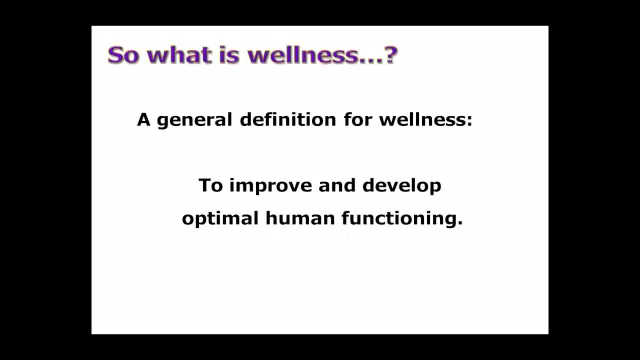 So what is wellness...?
A general definition for wellness:
To improve and develop
optimal human functioning.